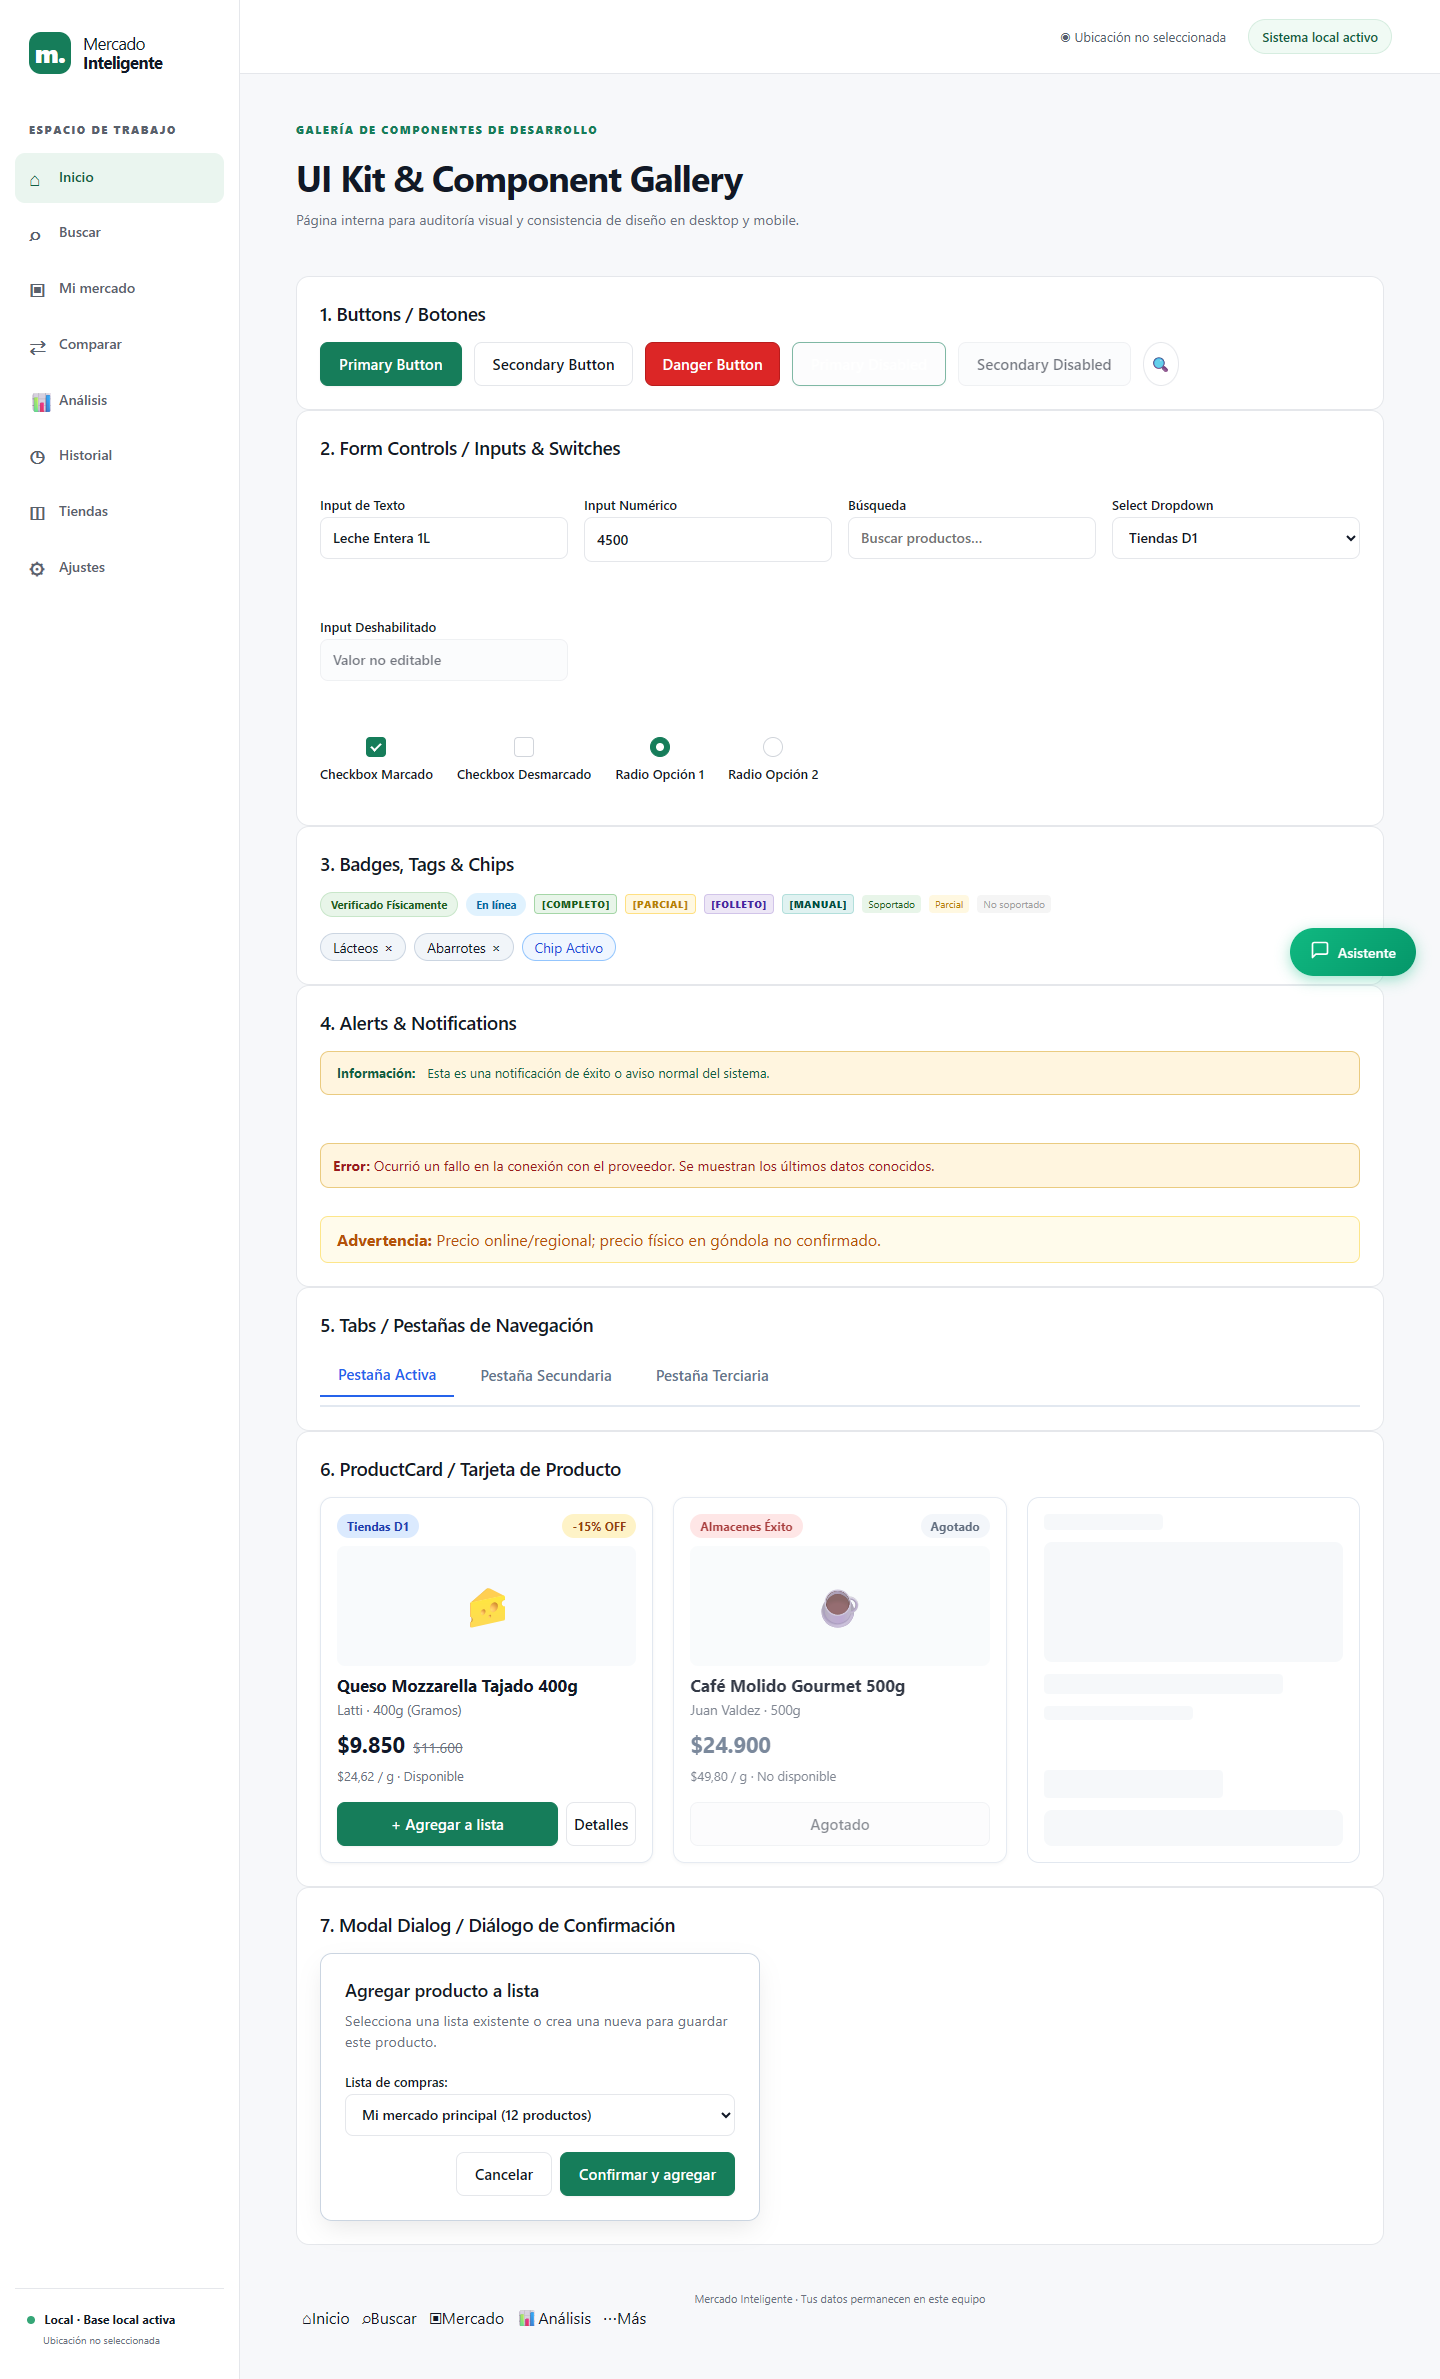 m.
Mercado
Inteligente
ESPACIO DE TRABAJO
Inicio
Buscar
Mi mercado
Comparar
Análisis
Historial
Tiendas
Ajustes
Local · Base local activa
Ubicación no seleccionada
Ubicación no seleccionada
Sistema local activo
GALERÍA DE COMPONENTES DE DESARROLLO
UI Kit & Component Gallery
Página interna para auditoría visual y consistencia de diseño en desktop y mobile.
1. Buttons / Botones
Primary Button
Secondary Button
Danger Button
Secondary Disabled
2. Form Controls / Inputs & Switches
Input de Texto
Leche Entera 1L
Input Numérico
4500
Búsqueda
Buscar productos...
Select Dropdown
Tiendas D1
Input Deshabilitado
Valor no editable
Checkbox Marcado
Checkbox Desmarcado
Radio Opción 1
Radio Opción 2
3. Badges, Tags & Chips
Verificado Físicamente
En línea
[COMPLETO]
[PARCIAL]
[FOLLETO]
[MANUAL]
Soportado
Parcial
No soportado
Lácteos ×
Abarrotes ×
Chip Activo
Asistente
4. Alerts & Notifications
Información: Esta es una notificación de éxito o aviso normal del sistema.
Error: Ocurrió un fallo en la conexión con el proveedor. Se muestran los últimos datos conocidos.
Advertencia: Precio online/regional; precio físico en góndola no confirmado.
5. Tabs / Pestañas de Navegación
Pestaña Activa
Pestaña Secundaria
Pestaña Terciaria
6. ProductCard / Tarjeta de Producto
Tiendas D1
-15% OFF
Queso Mozzarella Tajado 400g
Latti · 400g (Gramos)
$9.850 $11.600
$24,62 / g · Disponible
+ Agregar a lista
Detalles
Almacenes Éxito
Agotado
Café Molido Gourmet 500g
Juan Valdez · 500g
$24.900
$49,80 / g · No disponible
Agotado
7. Modal Dialog / Diálogo de Confirmación
Agregar producto a lista
Selecciona una lista existente o crea una nueva para guardar
este producto.
Lista de compras:
Mi mercado principal (12 productos)
Cancelar
Confirmar y agregar
Mercado Inteligente · Tus datos permanecen en este equipo
Inicio
Buscar
Mercado
Análisis
⋯Más